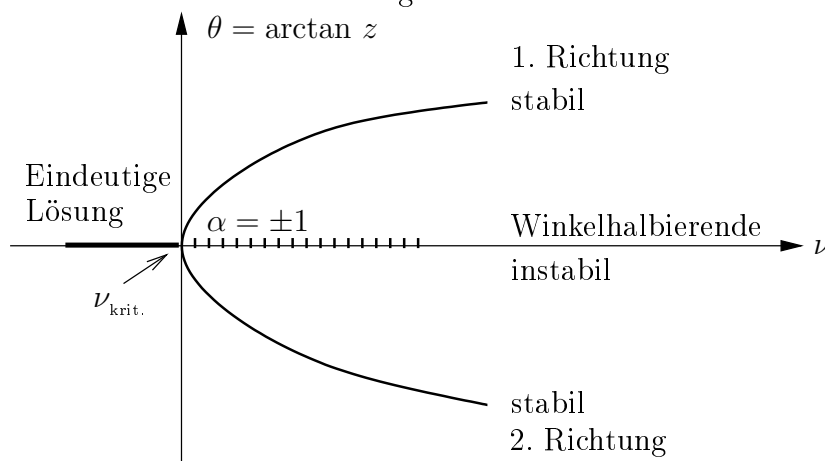 θ = arctan z
1. Richtung
stabil
Eindeutige
Lösung
α = ±1
Winkelhalbierende
ν
instabil
ν krit.
stabil
2. Richtung